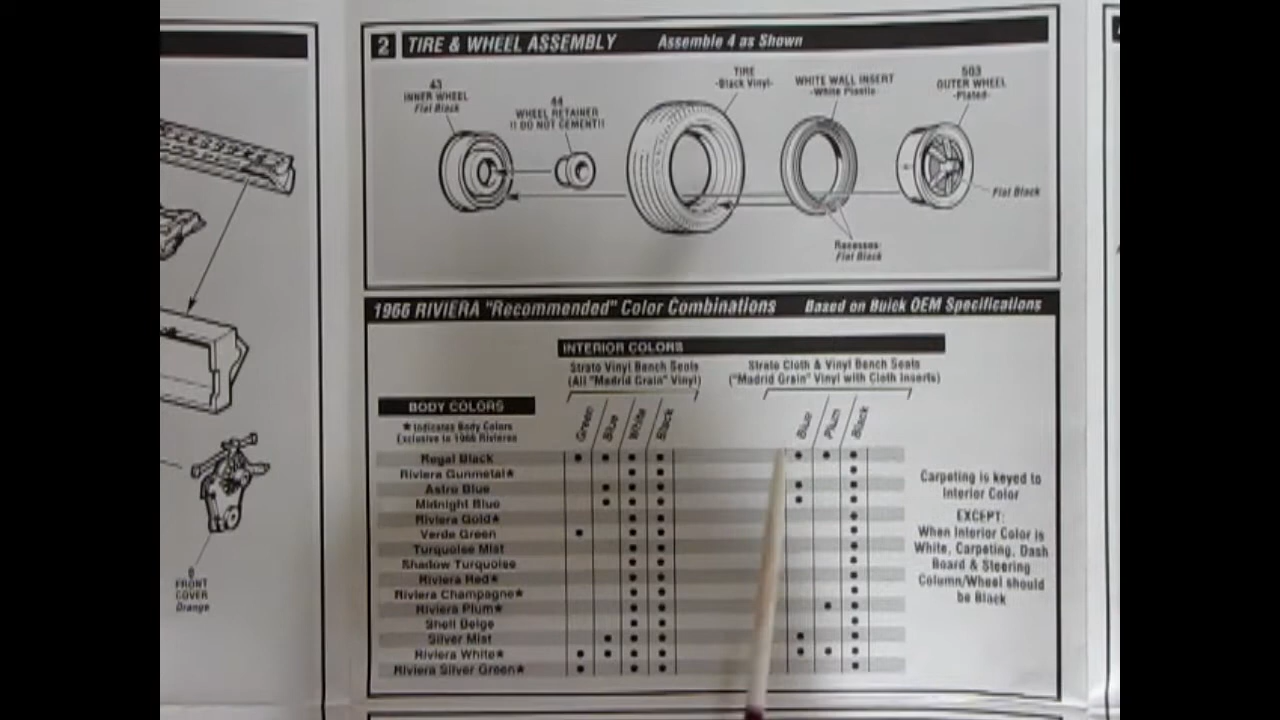 2 TIRE & WHEEL ASSEMBLY Assemble 4 as Shown
43
INNER WHEEL
Flat Black
44
WHEEL RETAINER
!! DO NOT CEMENT!!
TIRE
-Black Vinyl-
WHITE WALL INSERT
-White Plastic-
503
OUTER WHEEL
-Plated-
Flat Black
Recesses-
Flat Black
1966 RIVIERA "Recommended" Color Combinations Based on Buick OEM Specifications
INTERIOR COLORS
Strato Vinyl Bench Seats
(All "Madrid Grain" Vinyl)
Strato Cloth & Vinyl Bench Seats
("Madrid Grain" Vinyl with Cloth Inserts)
BODY COLORS
★ Indicates Body Colors
Exclusive to 1966 Rivieras
Green Blue White Black Blue Plum Black
Regal Black
Riviera Gunmetal★
Astro Blue
Midnight Blue
Riviera Gold★
Verde Green
Turquoise Mist
Shadow Turquoise
Riviera Red★
Riviera Champagne★
Riviera Plum★
Shell Beige
Silver Mist
Riviera White★
Riviera Silver Green★
Carpeting is keyed to
Interior Color
EXCEPT:
When Interior Color is
White, Carpeting, Dash
Board & Steering
Column/Wheel should
be Black
FRONT
COVER
Orange